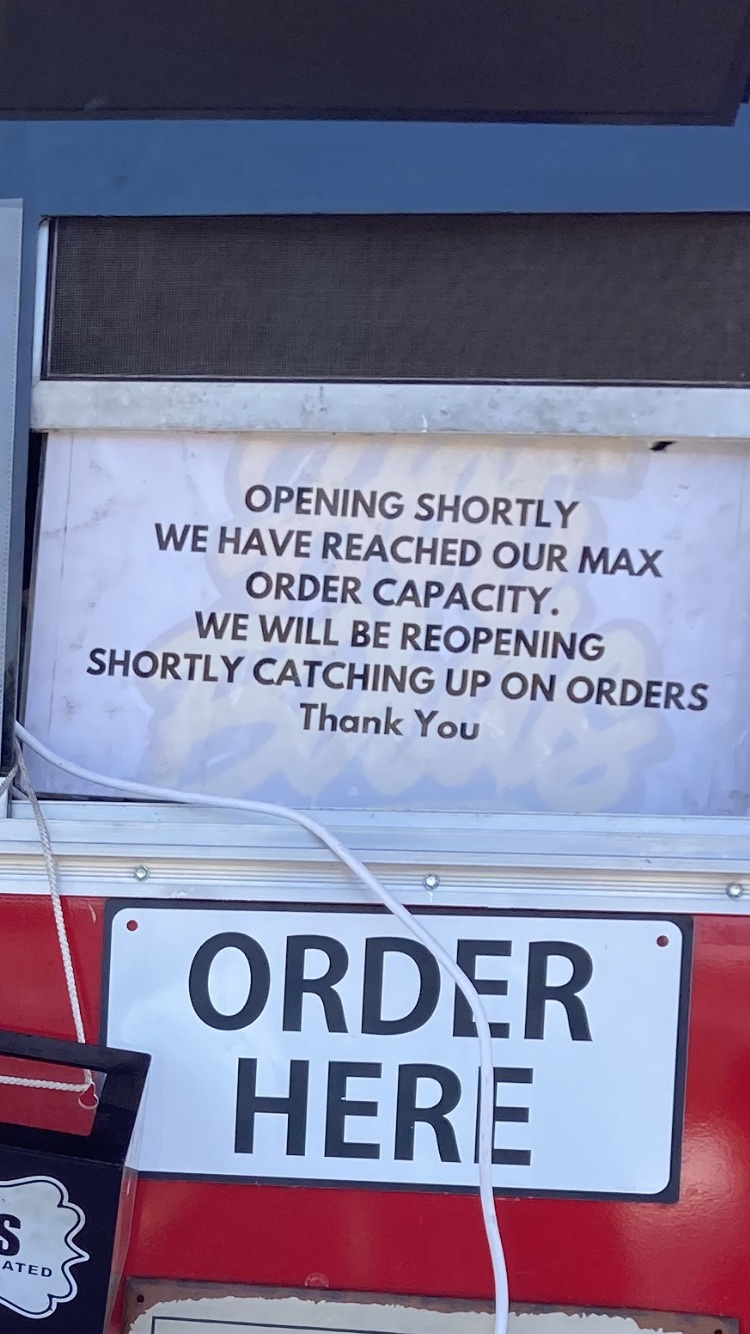 OPENING SHORTLY
WE HAVE REACHED OUR MAX
ORDER CAPACITY.
WE WILL BE REOPENING
SHORTLY CATCHING UP ON ORDERS
Thank You
ORDER
HERE
S
ATED